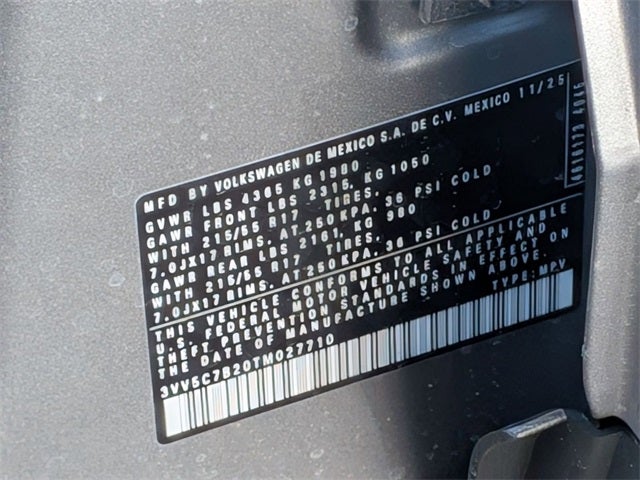 MFD BY VOLKSWAGEN DE MEXICO S.A. DE C.V. MEXICO 11/25
GVWR LBS 4365 KG 1980
GAWR FRONT LBS 2315, KG 1050
WITH 215/55 R17 TIRES,
7.0JX17 RIMS, AT 250 KPA, 36 PSI COLD
GAWR REAR LBS 2161, KG 980
WITH 215/55 R17 TIRES,
7.0JX17 RIMS, AT 250 KPA, 36 PSI COLD
THIS VEHICLE CONFORMS TO ALL APPLICABLE
U.S. FEDERAL MOTOR VEHICLE SAFETY AND
THEFT PREVENTION STANDARDS IN EFFECT ON
THE DATE OF MANUFACTURE SHOWN ABOVE.
3VV5C7B20TM027710 TYPE: MPV